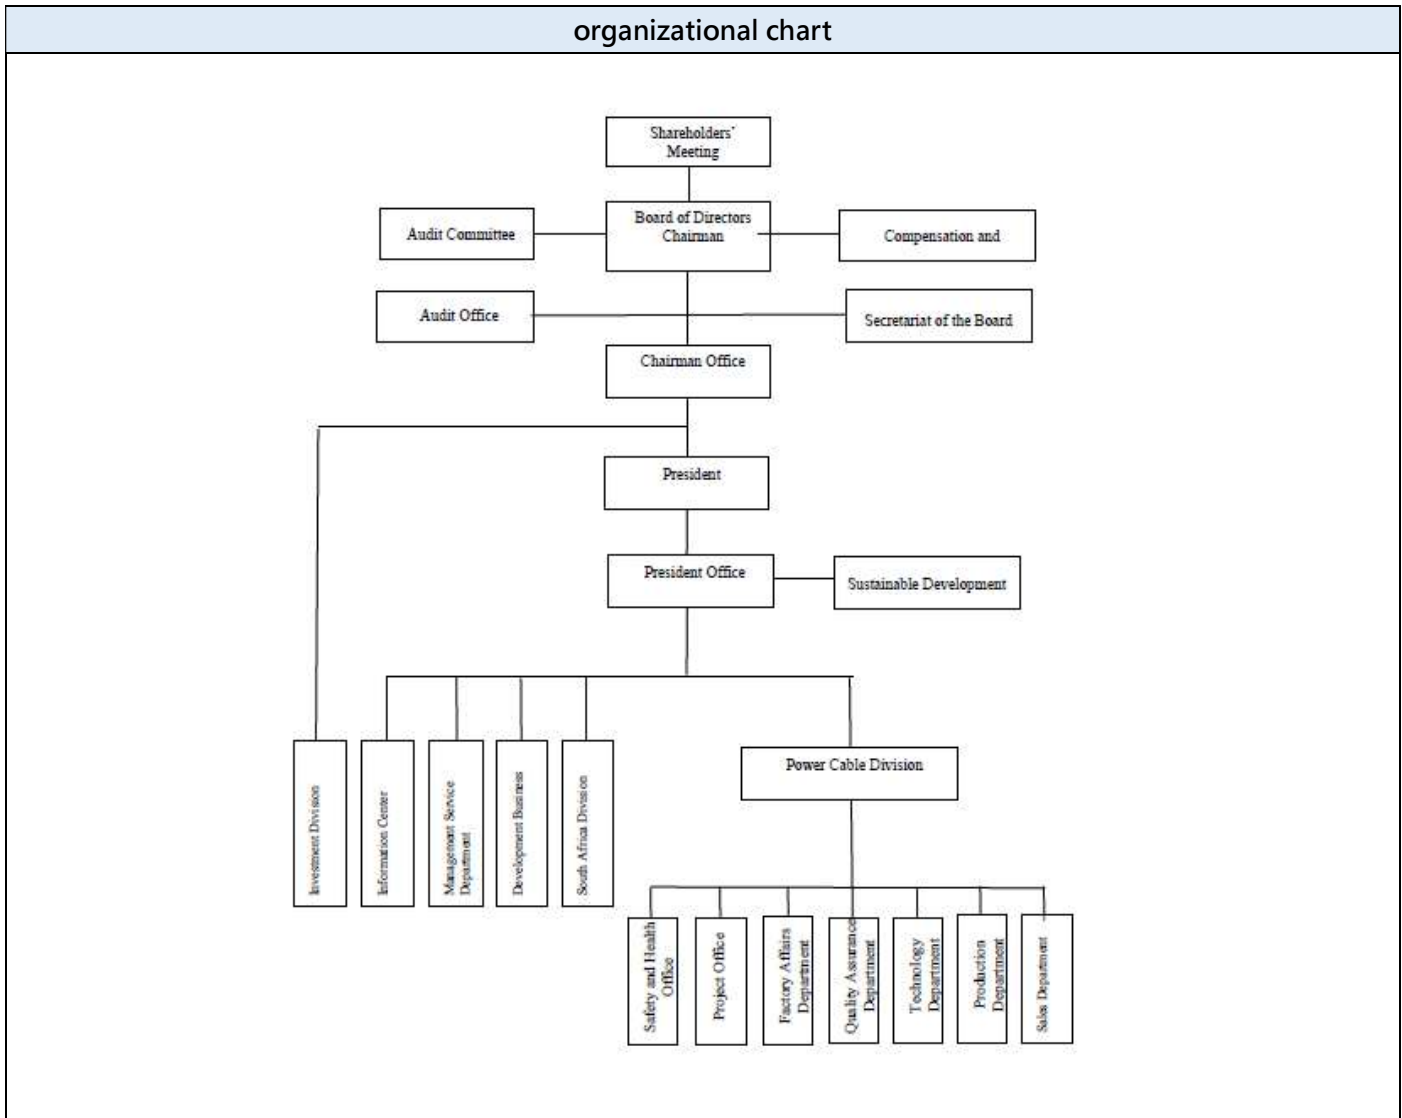 organizational chart
Shareholders'
Meeting
Board of Directors
Chairman
Audit Committee
Compensation and
Audit Office
Secretariat of the Board
Chairman Office
President
President Office
Sustainable Development
Investment Division
Information Center
Management Service
Department
Development Business
South Africa Division
Power Cable Division
Safety and Health
Office
Project Office
Factory Affairs
Department
Quality Assurance
Department
Technology
Department
Production
Department
Sales Department